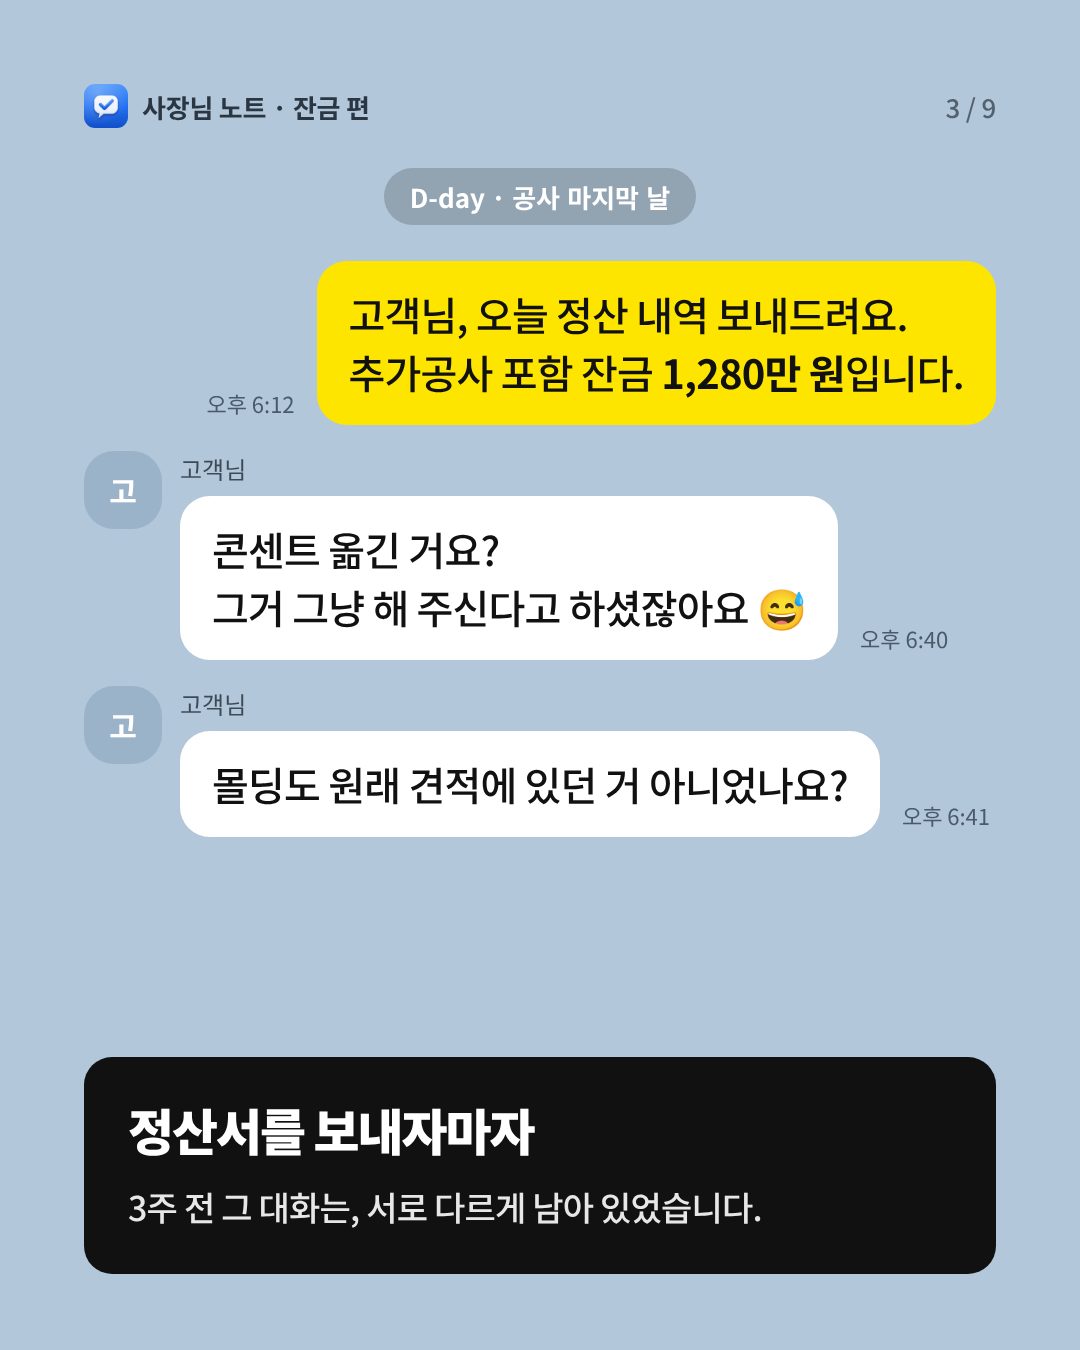 사장님 노트 · 잔금 편
3 / 9
D-day · 공사 마지막 날
고객님, 오늘 정산 내역 보내드려요.
추가공사 포함 잔금 1,280만 원입니다.
오후 6:12
고
고객님
콘센트 옮긴 거요?
그거 그냥 해 주신다고 하셨잖아요 😅
오후 6:40
고
고객님
몰딩도 원래 견적에 있던 거 아니었나요?
오후 6:41
정산서를 보내자마자
3주 전 그 대화는, 서로 다르게 남아 있었습니다.